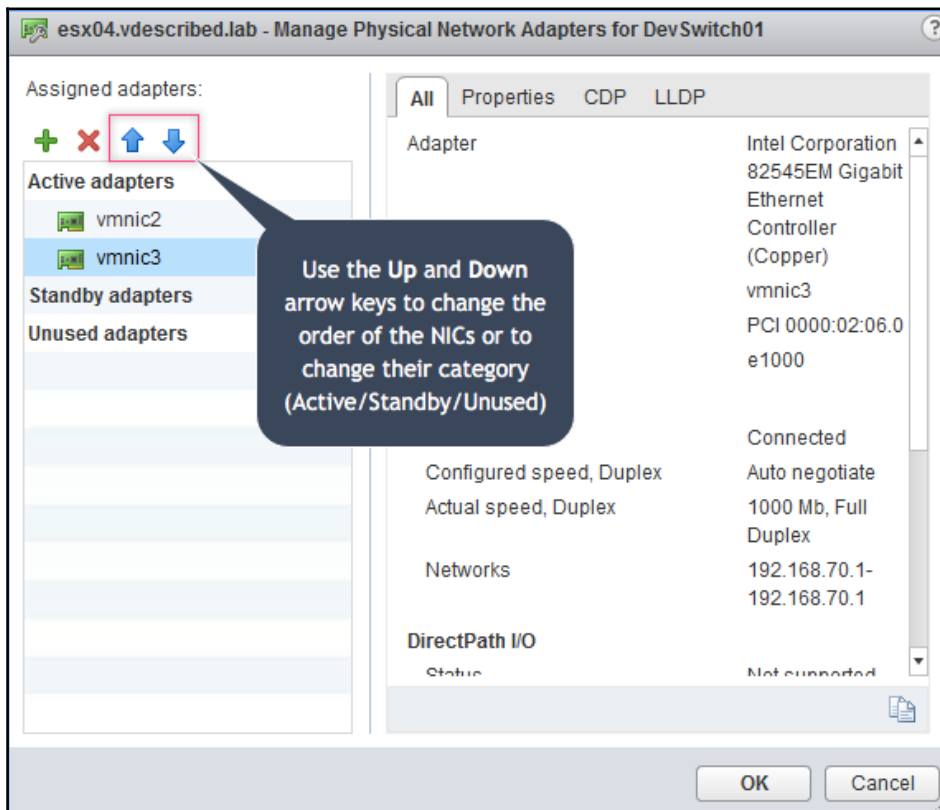 esx04.vdescribed.lab - Manage Physical Network Adapters for DevSwitch01
?
Assigned adapters:
Active adapters
vmnic2
vmnic3
Standby adapters
Unused adapters
Use the Up and Down
arrow keys to change the
order of the NICs or to
change their category
(Active/Standby/Unused)
All Properties CDP LLDP
Adapter Intel Corporation
82545EM Gigabit
Ethernet
Controller
(Copper)
vmnic3
PCI 0000:02:06.0
e1000
Connected
Configured speed, Duplex Auto negotiate
Actual speed, Duplex 1000 Mb, Full
Duplex
Networks 192.168.70.1-
192.168.70.1
DirectPath I/O
Status Not supported
OK Cancel